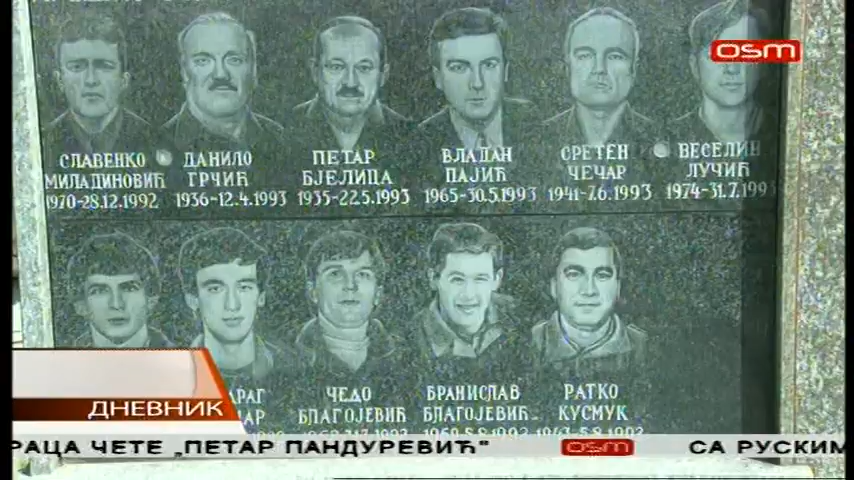 OSM
СЛАВЕНКО
МИЛАДИНОВИЋ
1970-28.12.1992
ДАНИЛО
ГРЧИЋ
1936-12.4.1993
ПЕТАР
БЈЕЛИЦА
1935-22.5.1993
ВЛАДАН
ПАЈИЋ
1965-30.5.1993
СРЕТЕН
ЧЕЧАР
1941-7.6.1993
ВЕСЕЛИН
ЛУЧИЋ
1974-31.7.1993
ЧЕДО
БЛАГОЈЕВИЋ
БРАНИСЛАВ
БЛАГОЈЕВИЋ
РАТКО
КУСМУК
ДНЕВНИК
ЧЕТЕ „ПЕТАР ПАНДУРЕВИЋ" OSM СА РУСКИМ